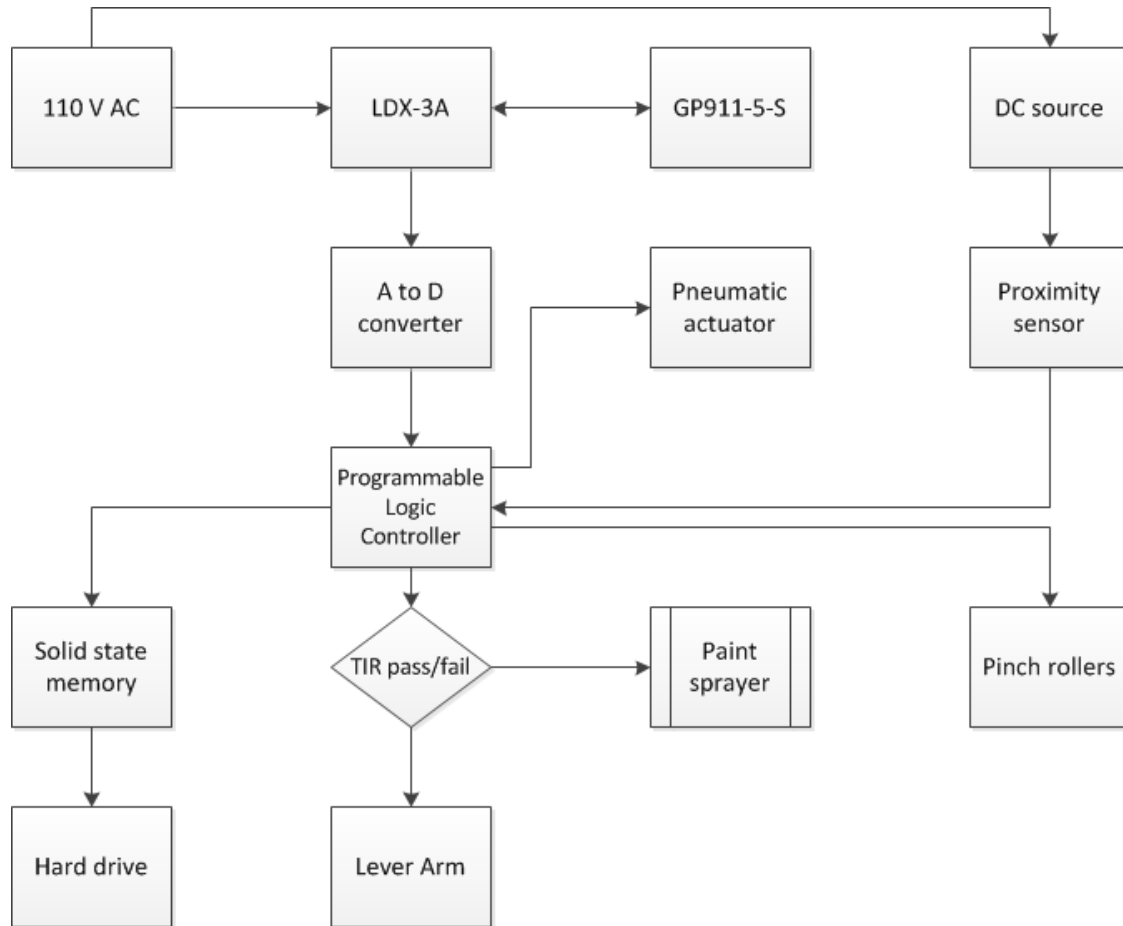 110 V AC
LDX-3A
GP911-5-S
DC source
A to D
converter
Pneumatic
actuator
Proximity
sensor
Programmable
Logic
Controller
Solid state
memory
TIR pass/fail
Paint
sprayer
Pinch rollers
Hard drive
Lever Arm